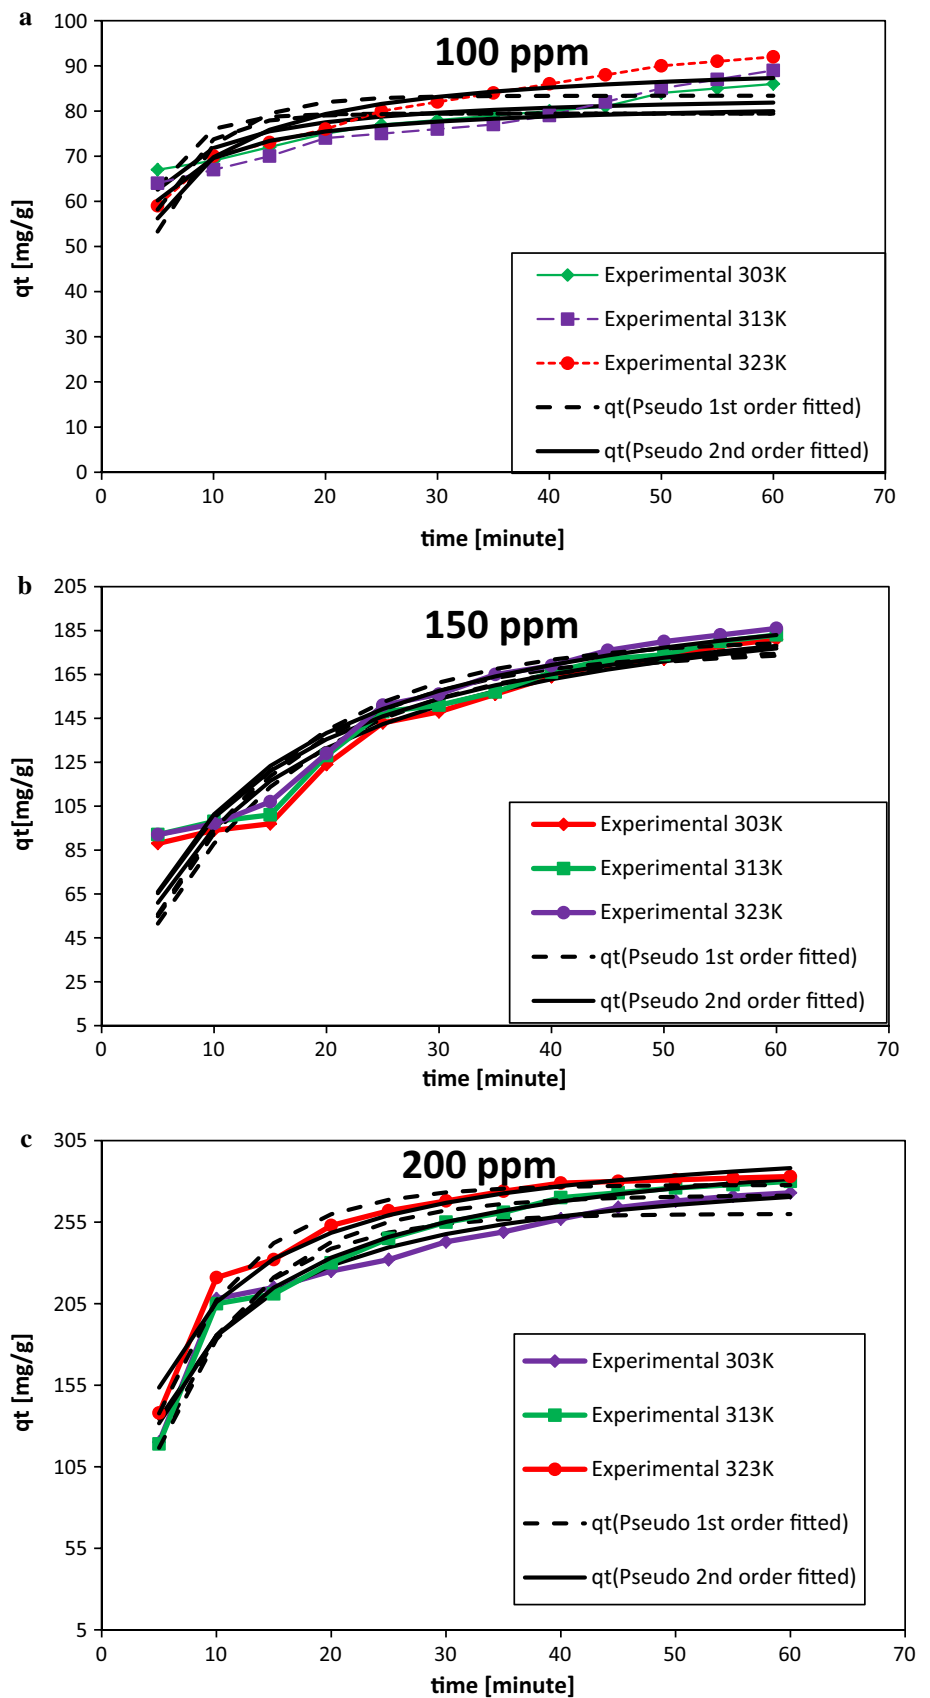 a
100 ppm
100
90
80
70
60
50
40
30
20
10
0
qt [mg/g]
Experimental 303K
Experimental 313K
Experimental 323K
qt(Pseudo 1st order fitted)
qt(Pseudo 2nd order fitted)
0 10 20 30 40 50 60 70
time [minute]
b
150 ppm
205
185
165
145
125
105
85
65
45
25
5
qt[mg/g]
Experimental 303K
Experimental 313K
Experimental 323K
qt(Pseudo 1st order fitted)
qt(Pseudo 2nd order fitted)
0 10 20 30 40 50 60 70
time [minute]
c
200 ppm
305
255
205
155
105
55
5
qt [mg/g]
Experimental 303K
Experimental 313K
Experimental 323K
qt(Pseudo 1st order fitted)
qt(Pseudo 2nd order fitted)
0 10 20 30 40 50 60 70
time [minute]